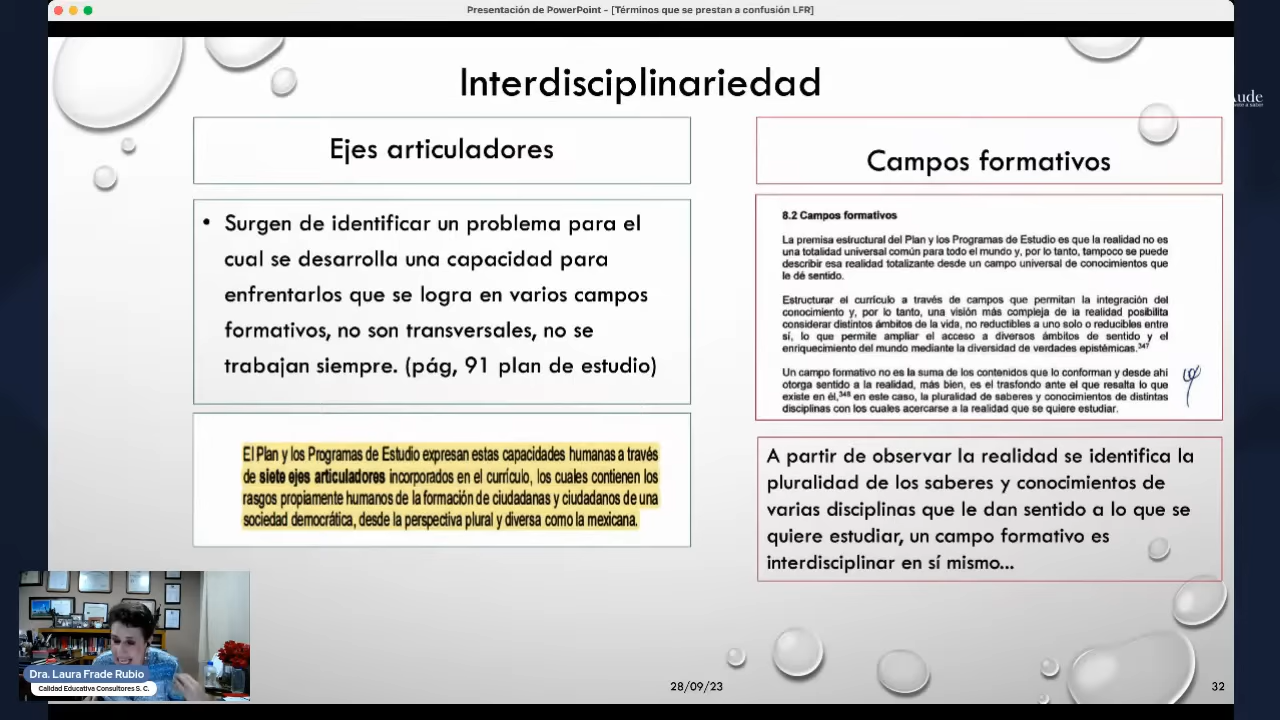 Presentación de PowerPoint - [Términos que se prestan a confusión LFR]
Interdisciplinariedad
Ejes articuladores
• Surgen de identificar un problema para el
cual se desarrolla una capacidad para
enfrentarlos que se logra en varios campos
formativos, no son transversales, no se
trabajan siempre. (pág, 91 plan de estudio)
El Plan y los Programas de Estudio expresan estas capacidades humanas a través
de siete ejes articuladores incorporados en el currículo, los cuales contienen los
rasgos propiamente humanos de la formación de ciudadanas y ciudadanos de una
sociedad democrática, desde la perspectiva plural y diversa como la mexicana.
Campos formativos
8.2 Campos formativos
La premisa estructural del Plan y los Programas de Estudio es que la realidad no es
una totalidad universal común para todo el mundo y, por lo tanto, tampoco se puede
describir esa realidad totalizante desde un campo universal de conocimientos que
le dé sentido.
Estructurar el currículo a través de campos que permitan la integración del
conocimiento y, por lo tanto, una visión más compleja de la realidad posibilita
considerar distintos ámbitos de la vida, no reductibles a uno solo o reducibles entre
sí, lo que permite ampliar el acceso a diversos ámbitos de sentido y el
enriquecimiento del mundo mediante la diversidad de verdades epistémicas.347
Un campo formativo no es la suma de los contenidos que lo conforman y desde ahí
otorga sentido a la realidad, más bien, es el trasfondo ante el que resalta lo que
existe en él,348 en este caso, la pluralidad de saberes y conocimientos de distintas
disciplinas con los cuales acercarse a la realidad que se quiere estudiar.
A partir de observar la realidad se identifica la
pluralidad de los saberes y conocimientos de
varias disciplinas que le dan sentido a lo que se
quiere estudiar, un campo formativo es
interdisciplinar en sí mismo...
Dra. Laura Frade Rubio
Calidad Educativa Consultores S. C.
28/09/23
32